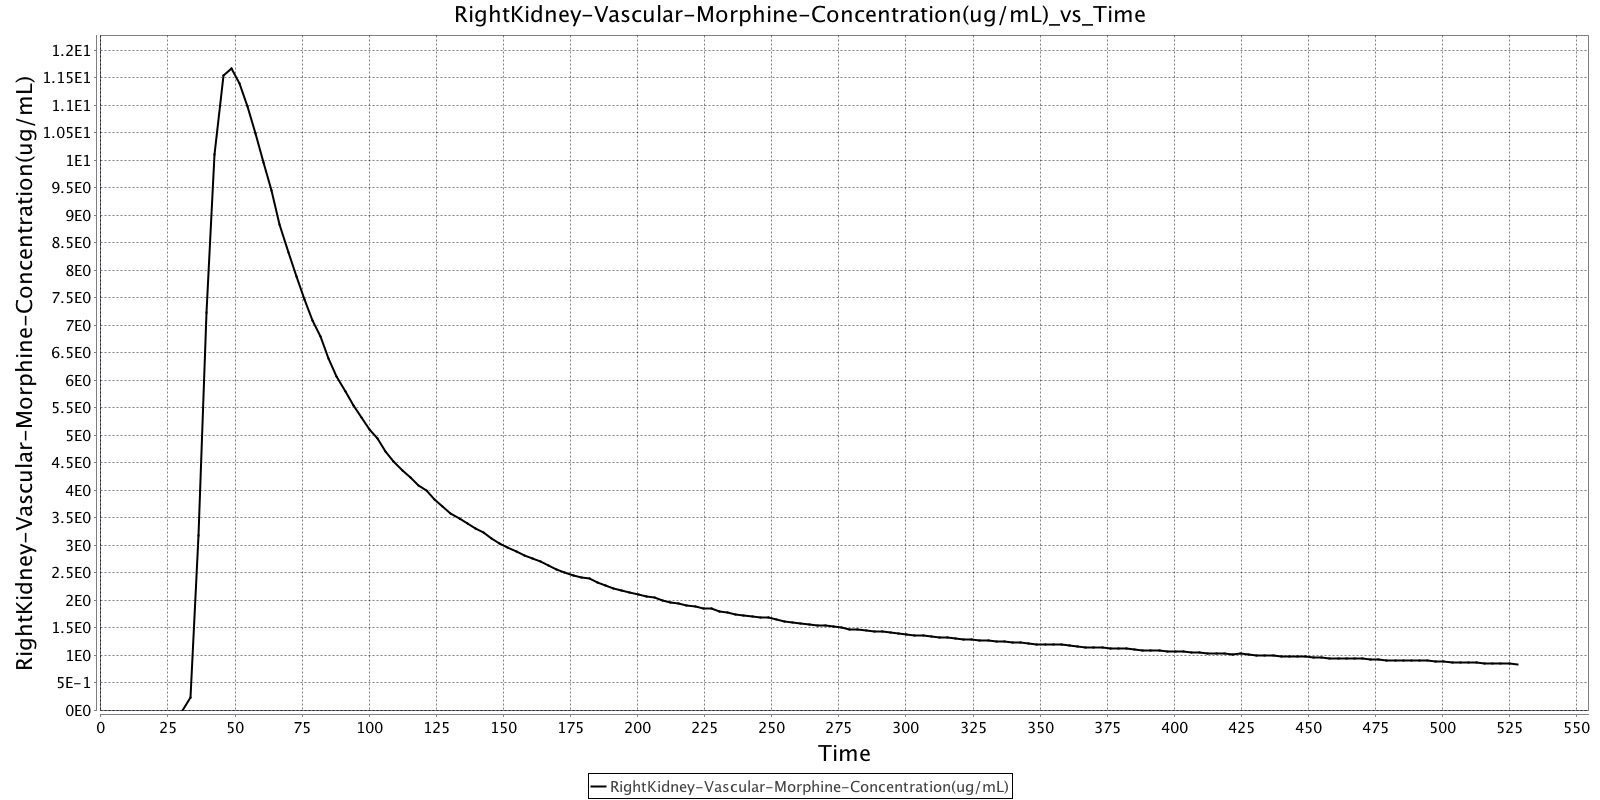 RightKidney-Vascular-Morphine-Concentration(ug/mL)_vs_Time
RightKidney-Vascular-Morphine-Concentration(ug/mL)
1.2E1
1.15E1
1.1E1
1.05E1
1E1
9.5E0
9E0
8.5E0
8E0
7.5E0
7E0
6.5E0
6E0
5.5E0
5E0
4.5E0
4E0
3.5E0
3E0
2.5E0
2E0
1.5E0
1E0
5E-1
0E0
0 25 50 75 100 125 150 175 200 225 250 275 300 325 350 375 400 425 450 475 500 525 550
Time
RightKidney-Vascular-Morphine-Concentration(ug/mL)